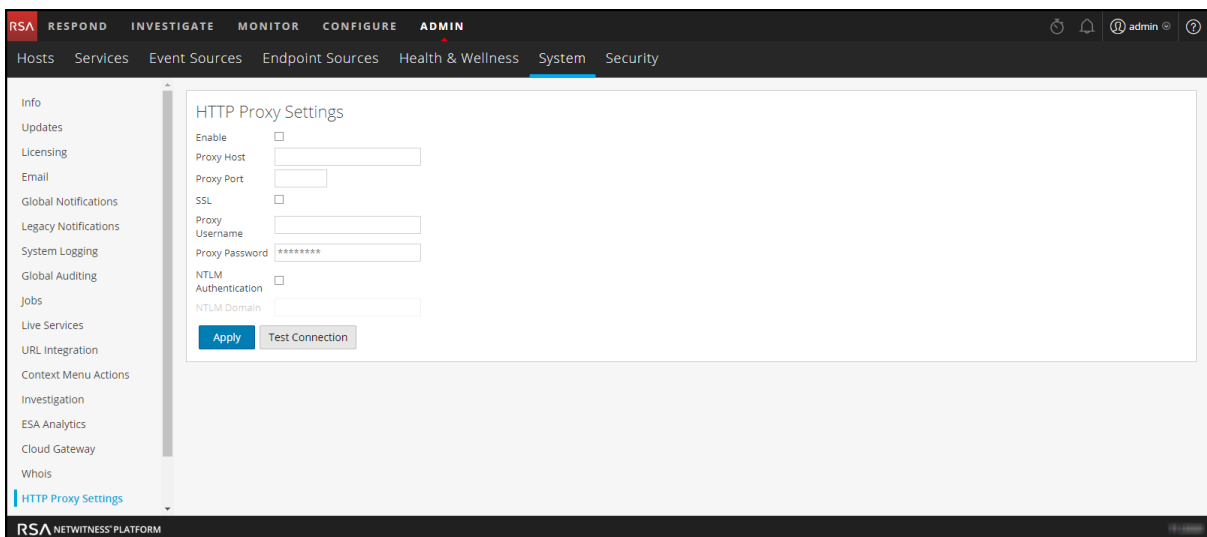 RSA RESPOND INVESTIGATE MONITOR CONFIGURE ADMIN admin ?
Hosts Services Event Sources Endpoint Sources Health & Wellness System Security
Info
Updates
Licensing
Email
Global Notifications
Legacy Notifications
System Logging
Global Auditing
Jobs
Live Services
URL Integration
Context Menu Actions
Investigation
ESA Analytics
Cloud Gateway
Whois
HTTP Proxy Settings
HTTP Proxy Settings
Enable
Proxy Host
Proxy Port
SSL
Proxy
Username
Proxy Password ********
NTLM
Authentication
NTLM Domain
Apply Test Connection
RSA NETWITNESS® PLATFORM